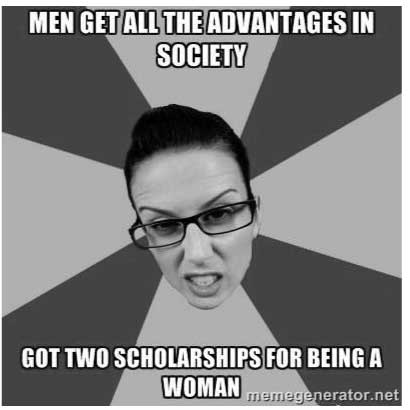 MEN GET ALL THE ADVANTAGES IN
SOCIETY
GOT TWO SCHOLARSHIPS FOR BEING A
WOMAN
memegenerator.net